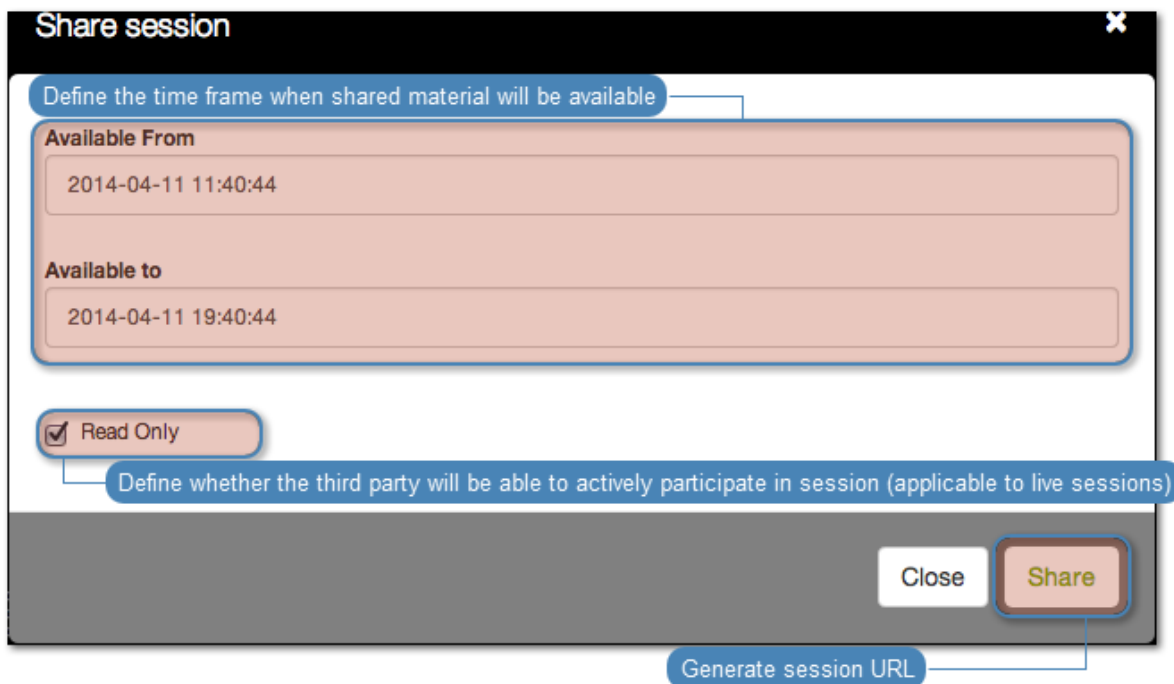 Share session
Define the time frame when shared material will be available
Available From
2014-04-11 11:40:44
Available to
2014-04-11 19:40:44
Read Only
Define whether the third party will be able to actively participate in session (applicable to live sessions)
Close
Share
Generate session URL